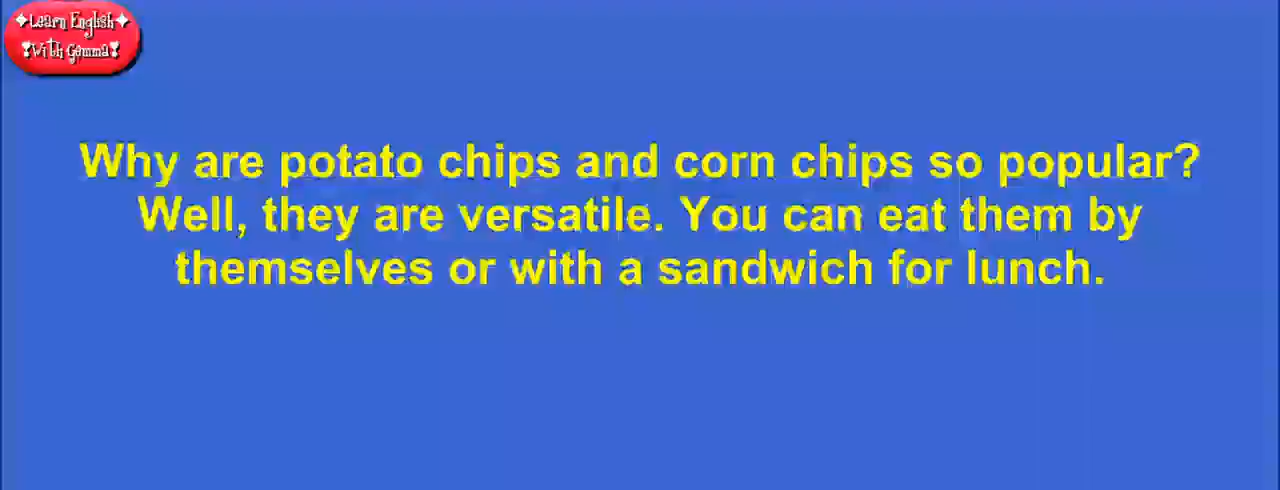 Learn English
With Gemma
Why are potato chips and corn chips so popular?
Well, they are versatile. You can eat them by
themselves or with a sandwich for lunch.